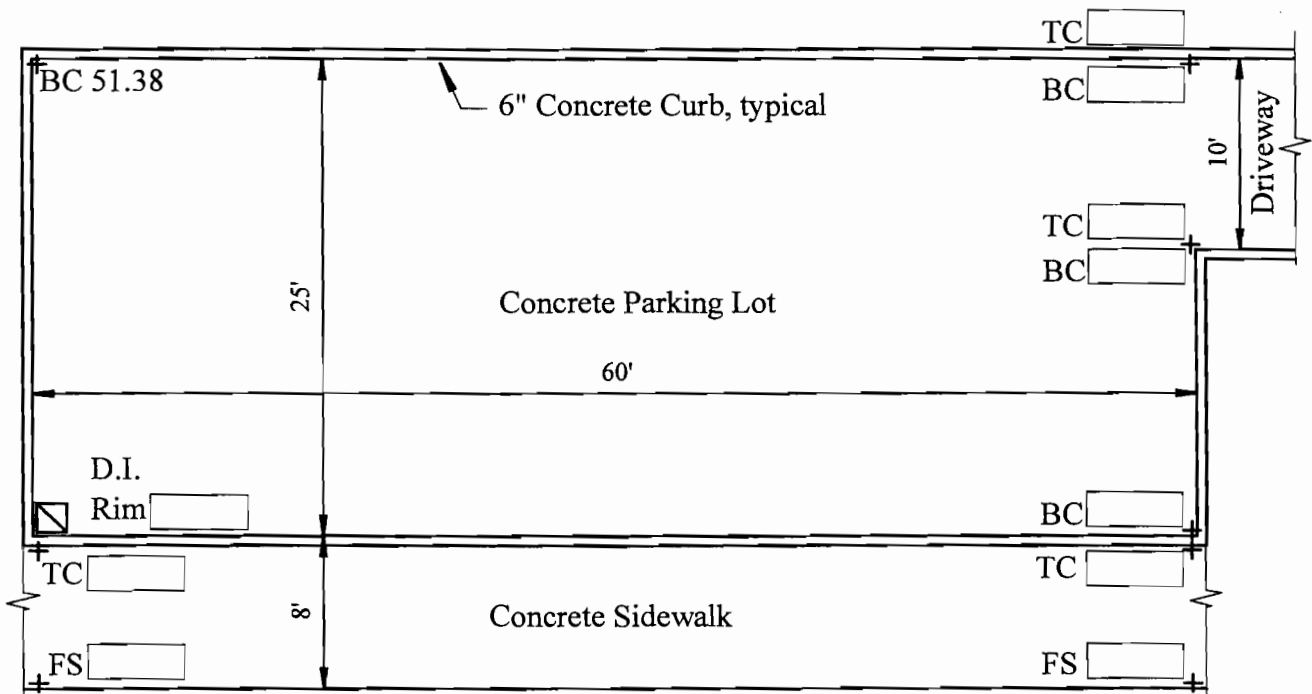 TC
BC 51.38
BC
6" Concrete Curb, typical
10'
Driveway
TC
BC
25'
Concrete Parking Lot
60'
D.I.
Rim
BC
TC
TC
8'
Concrete Sidewalk
FS
FS